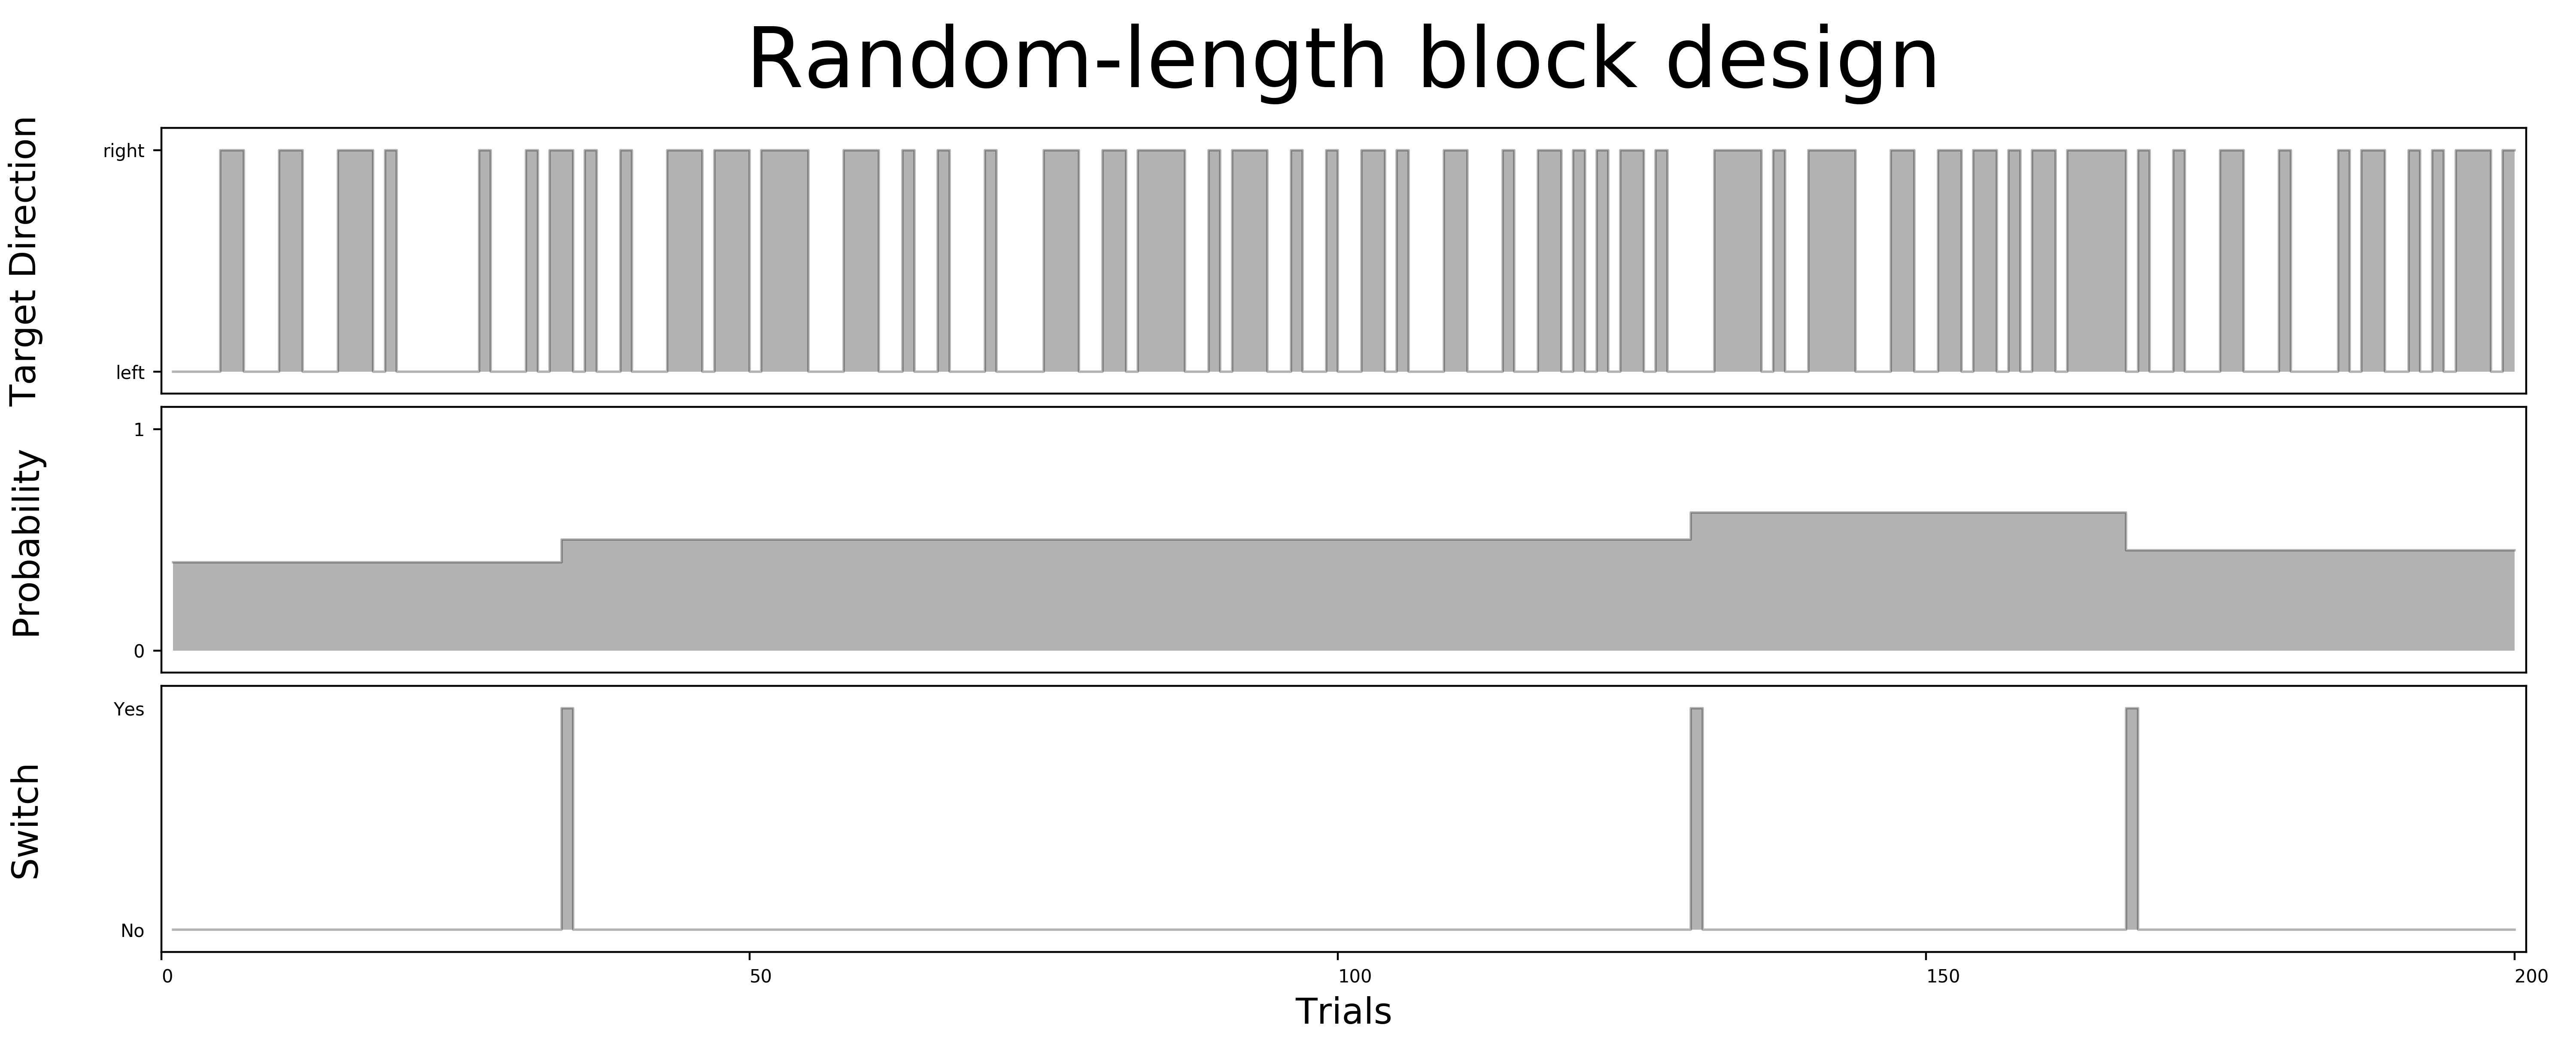 Random-length block design
Target Direction
right
left
Probability
1
0
Switch
Yes
No
0 50 100 150 200
Trials